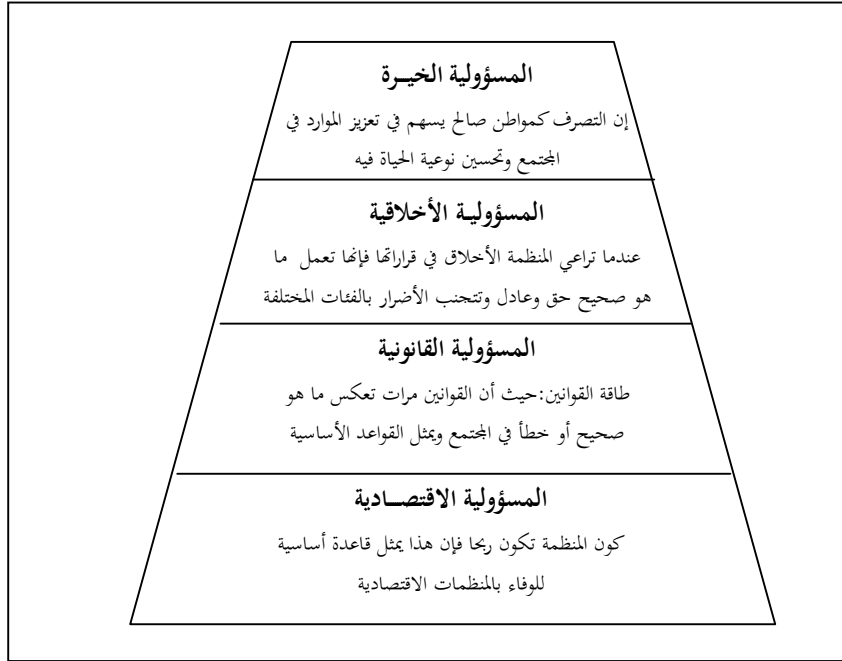 المسؤولية الخيـرة
إن التصرف كمواطن صالح يسهم في تعزيز الموارد في
المجتمع وتحسين نوعية الحياة فيه
المسؤوليـة الأخلاقية
عندما تراعي المنظمة الأخلاق في قراراتها فإنها تعمل ما
هو صحيح حق وعادل وتتجنب الأضرار بالفئات المختلفة
المسؤولية القانونية
طاقة القوانين:حيث أن القوانين مرات تعكس ما هو
صحيح أو خطأ في المجتمع ويمثل القواعد الأساسية
المسؤولية الاقتصـادية
كون المنظمة تكون ربحا فإن هذا يمثل قاعدة أساسية
للوفاء بالمنظمات الاقتصادية